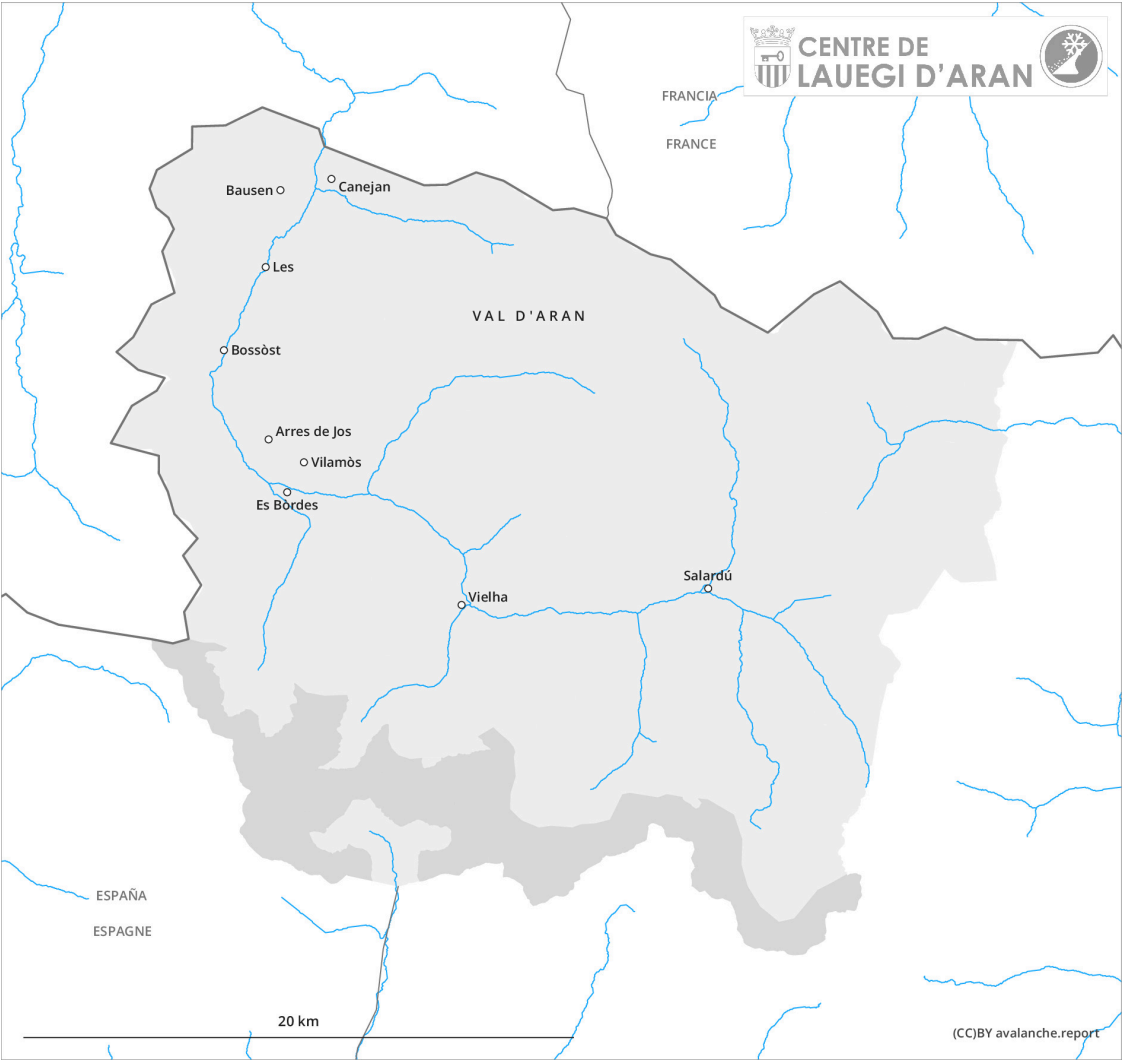 CENTRE DE
LAUEGI D'ARAN
FRANCIA
FRANCE
Bausen
Canejan
Les
VAL D'ARAN
Bossòst
Arres de Jos
Vilamòs
Es Bòrdes
Salardú
Vielha
ESPAÑA
ESPAGNE
20 km
(CC)BY avalanche.report